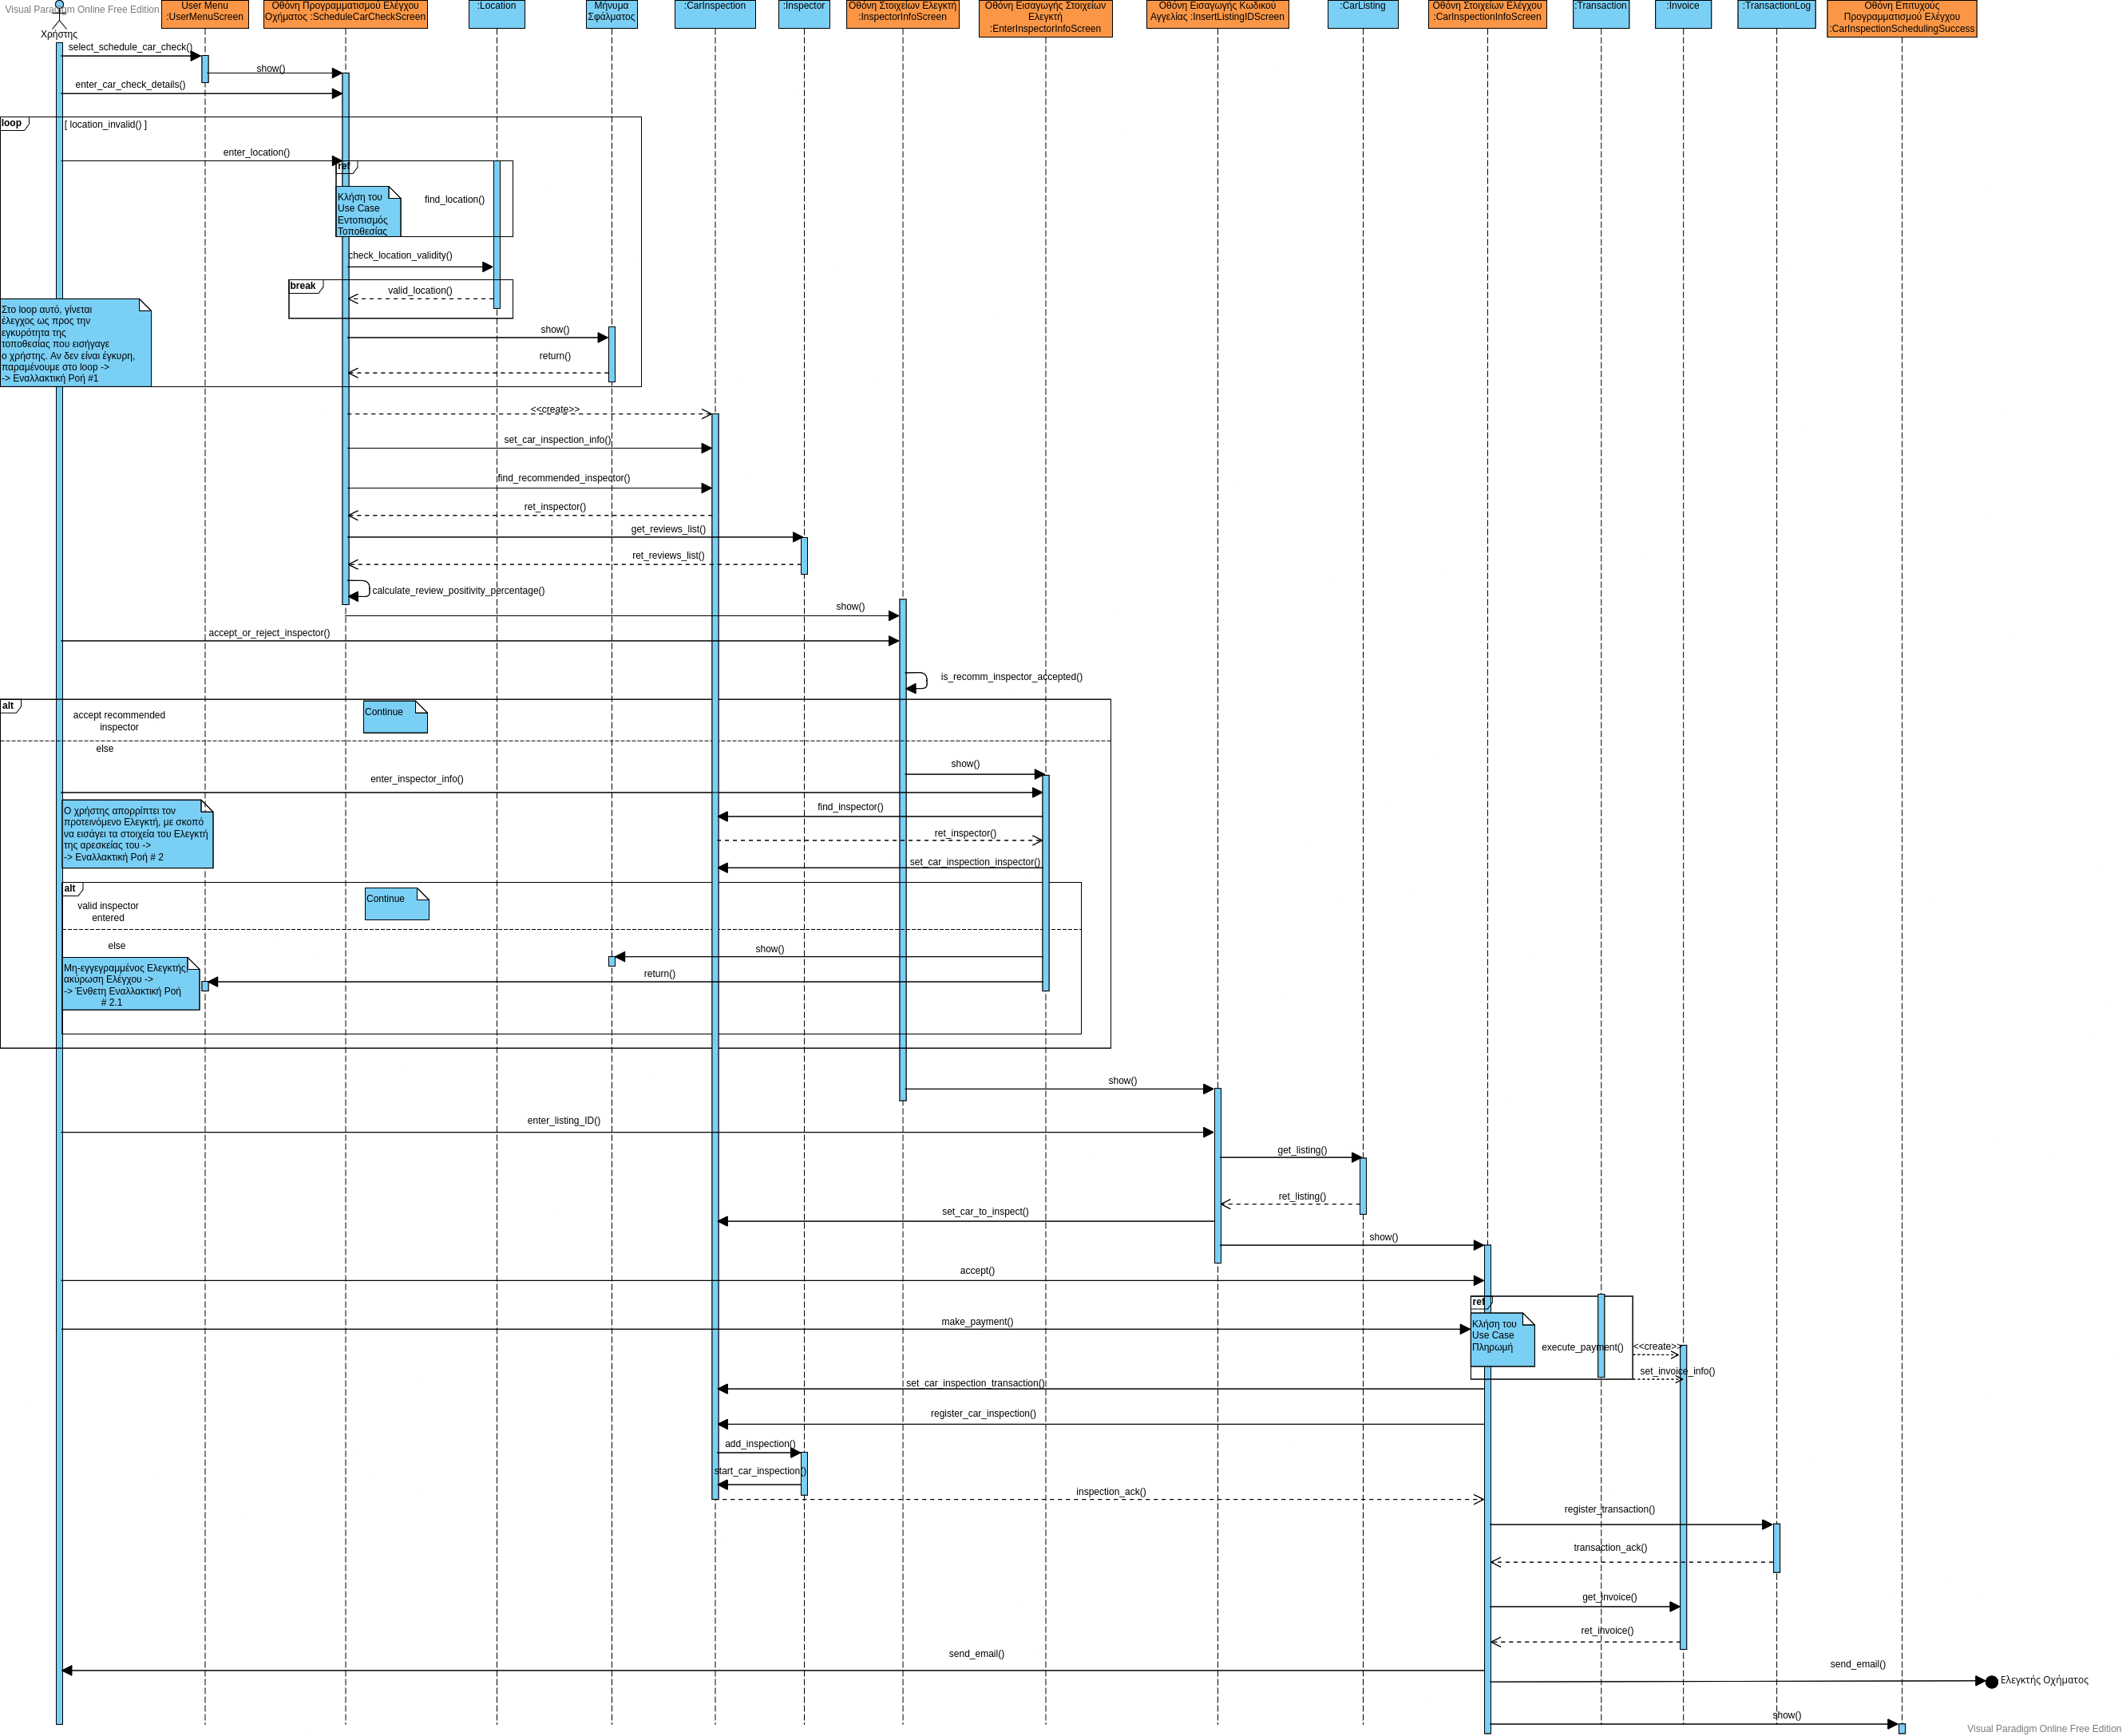 Visual Paradigm Online Free Edition
Χρήστης
User Menu
:UserMenuScreen
Οθόνη Προγραμματισμού Ελέγχου
Οχήματος :ScheduleCarCheckScreen
:Location
Μήνυμα
Σφάλματος
:CarInspection
:Inspector
Οθόνη Στοιχείων Ελεγκτή
:InspectorInfoScreen
Οθόνη Εισαγωγής Στοιχείων
Ελεγκτή
:EnterInspectorInfoScreen
Οθόνη Εισαγωγής Κωδικού
Αγγελίας :InsertListingIDScreen
:CarListing
Οθόνη Στοιχείων Ελέγχου
:CarInspectionInfoScreen
:Transaction
:Invoice
:TransactionLog
Οθόνη Επιτυχούς
Προγραμματισμού Ελέγχου
:CarInspectionSchedulingSuccess
select_schedule_car_check()
show()
enter_car_check_details()
loop
[ location_invalid() ]
enter_location()
ref
Κλήση του
Use Case
Εντοπισμός
Τοποθεσίας
find_location()
check_location_validity()
break
valid_location()
Στο loop αυτό, γίνεται
έλεγχος ως προς την
εγκυρότητα της
τοποθεσίας που εισήγαγε
ο χρήστης. Αν δεν είναι έγκυρη,
παραμένουμε στο loop ->
-> Εναλλακτική Ροή #1
show()
return()
<<create>>
set_car_inspection_info()
find_recommended_inspector()
ret_inspector()
get_reviews_list()
ret_reviews_list()
calculate_review_positivity_percentage()
show()
accept_or_reject_inspector()
is_recomm_inspector_accepted()
alt
accept recommended
inspector
Continue
else
show()
enter_inspector_info()
Ο χρήστης απορρίπτει τον
προτεινόμενο Ελεγκτή, με σκοπό
να εισάγει τα στοιχεία του Ελεγκτή
της αρεσκείας του ->
-> Εναλλακτική Ροή # 2
find_inspector()
ret_inspector()
set_car_inspection_inspector()
alt
valid inspector
entered
Continue
else
show()
Μη-εγγεγραμμένος Ελεγκτής,
ακύρωση Ελέγχου ->
-> Ένθετη Εναλλακτική Ροή
# 2.1
return()
show()
enter_listing_ID()
get_listing()
ret_listing()
set_car_to_inspect()
show()
accept()
ref
Κλήση του
Use Case
Πληρωμή
make_payment()
execute_payment()
<<create>>
set_invoice_info()
set_car_inspection_transaction()
register_car_inspection()
add_inspection()
start_car_inspection()
inspection_ack()
register_transaction()
transaction_ack()
get_invoice()
ret_invoice()
send_email()
send_email()
Ελεγκτής Οχήματος
show()
Visual Paradigm Online Free Edition